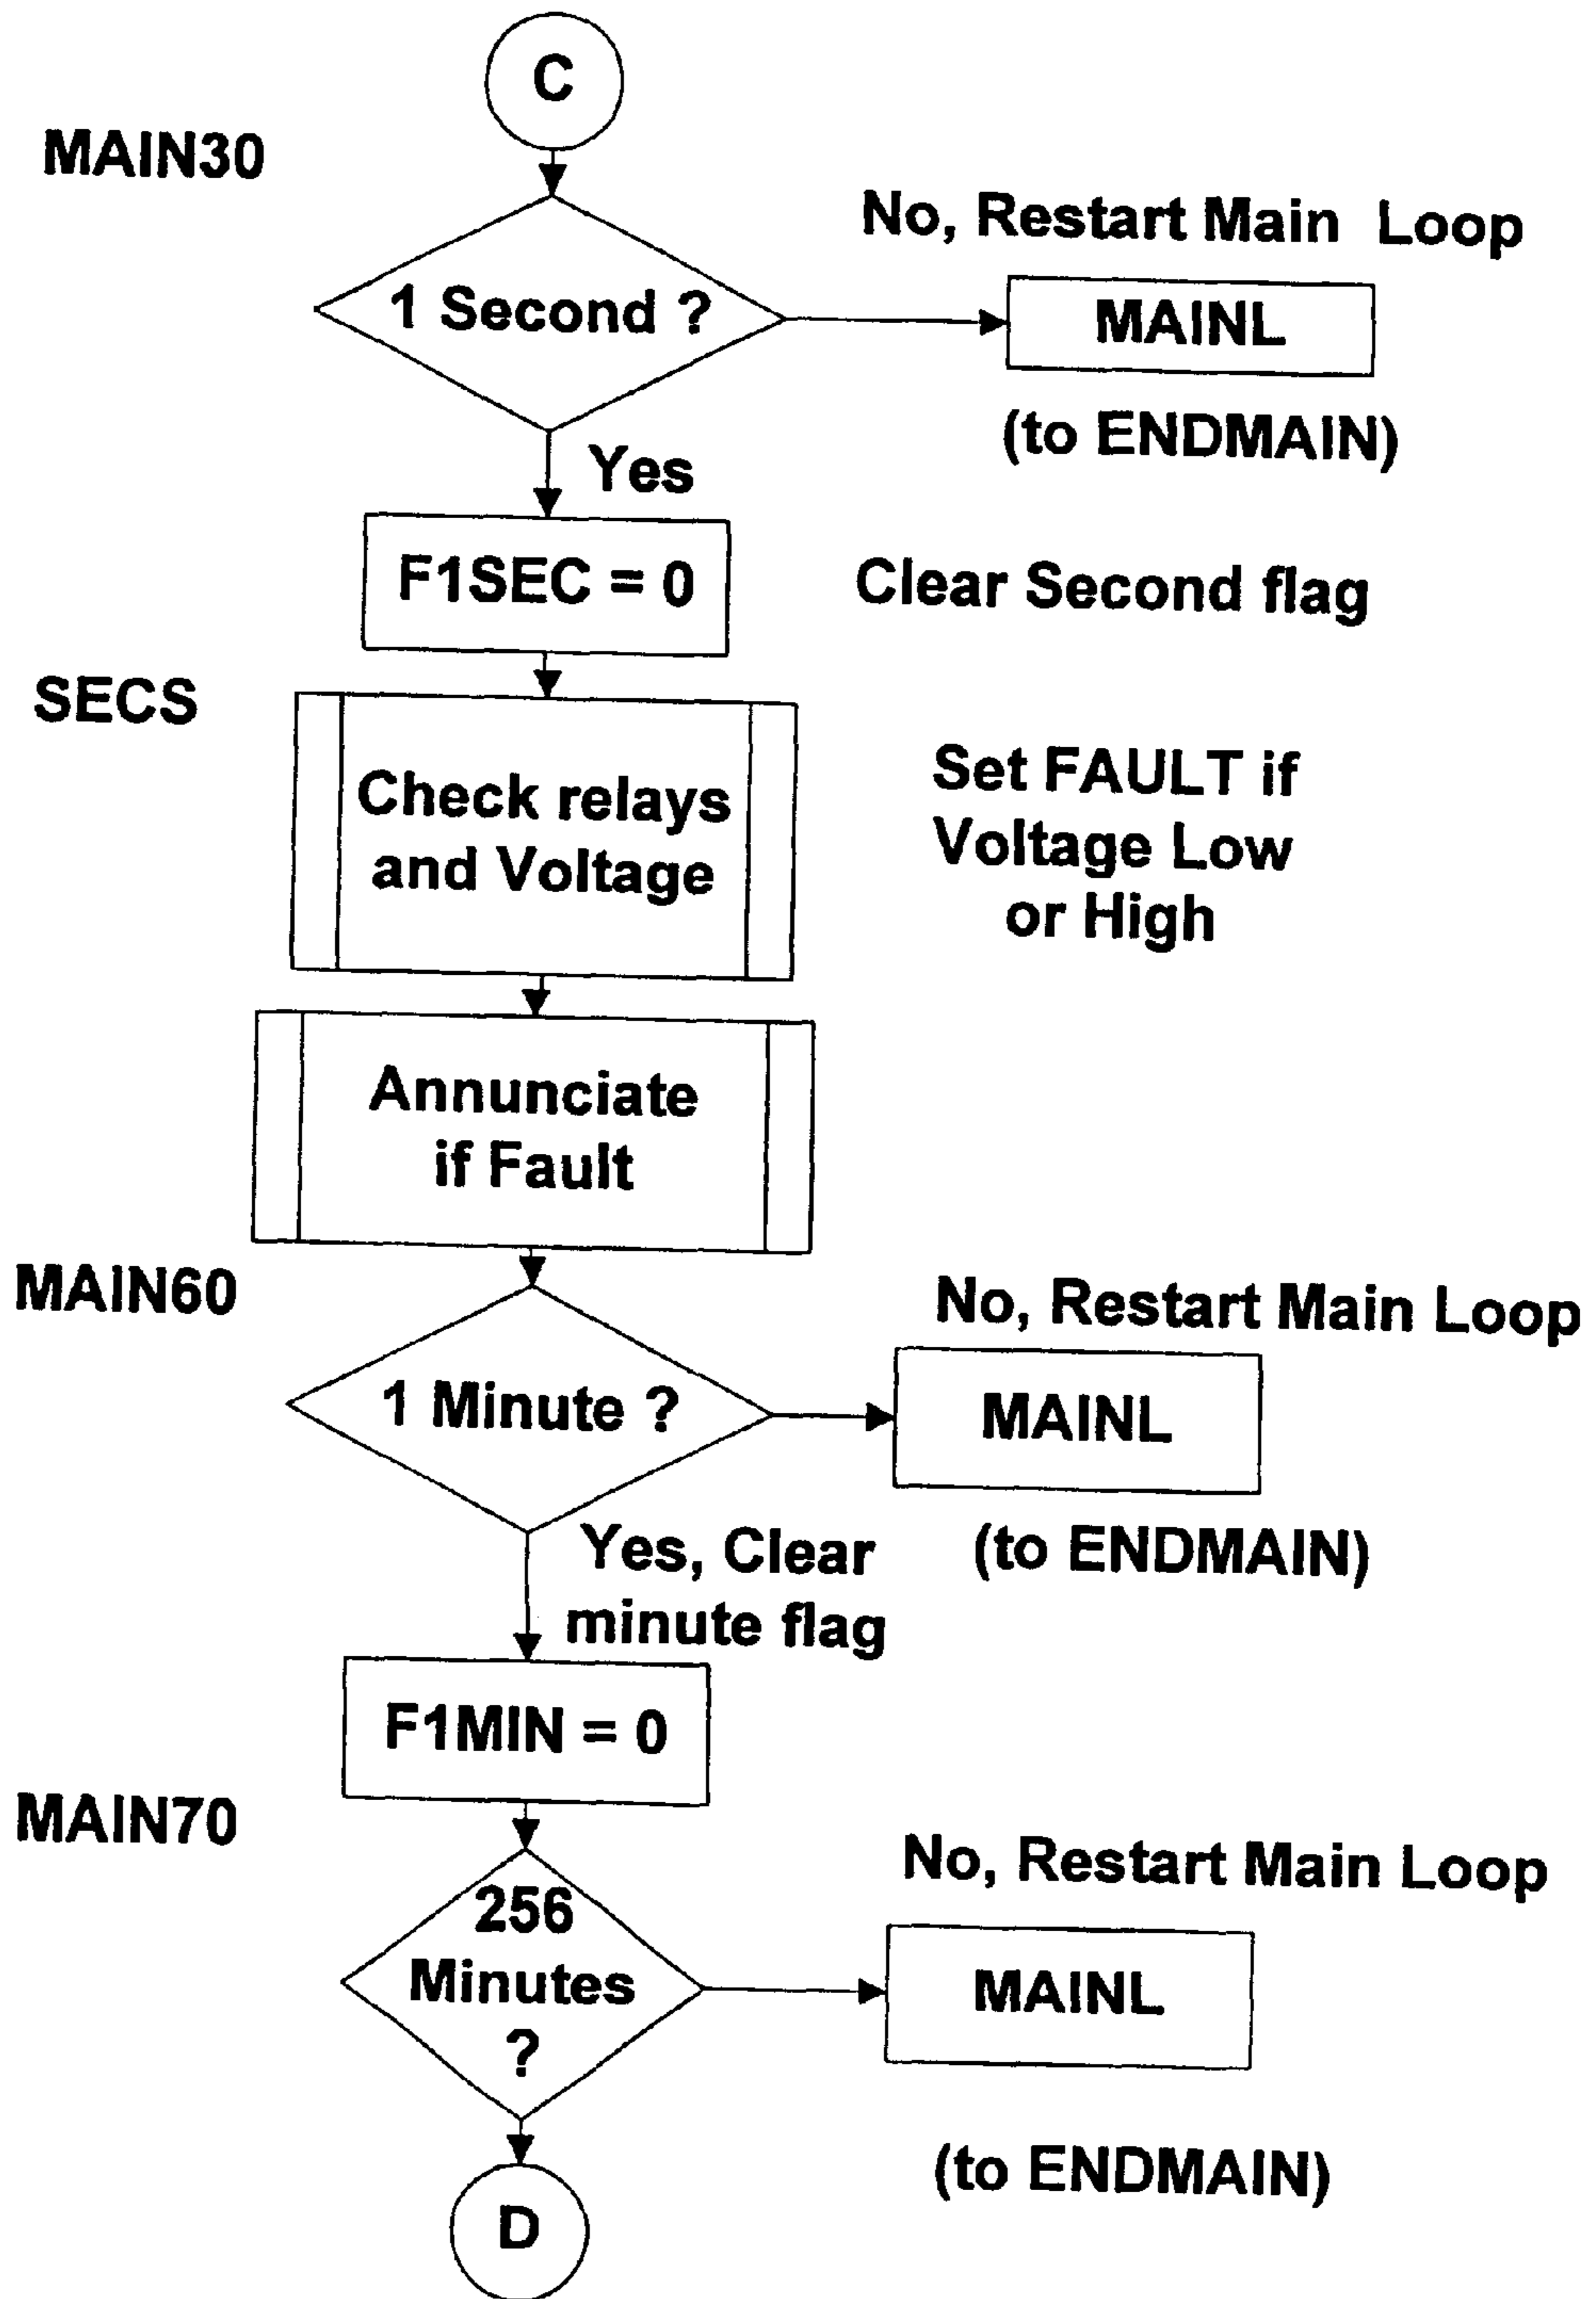 C
MAIN30
No, Restart Main Loop
1 Second ?
MAINL
(to ENDMAIN)
Yes
F1SEC = 0
Clear Second flag
SECS
Check relays
and Voltage
Set FAULT if
Voltage Low
or High
Annunciate
if Fault
MAIN60
No, Restart Main Loop
1 Minute ?
MAINL
Yes, Clear
minute flag
(to ENDMAIN)
F1MIN = 0
MAIN70
No, Restart Main Loop
256
Minutes
?
MAINL
(to ENDMAIN)
D